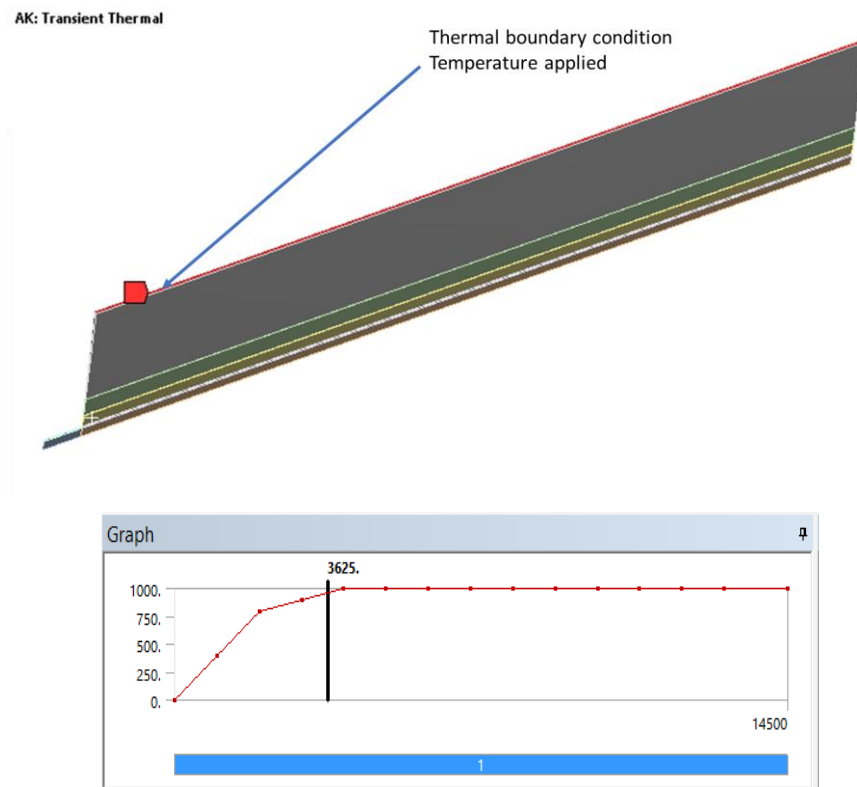 AK: Transient Thermal
Thermal boundary condition
Temperature applied
Graph
3625.
1000.
750.
500.
250.
0.
14500
1